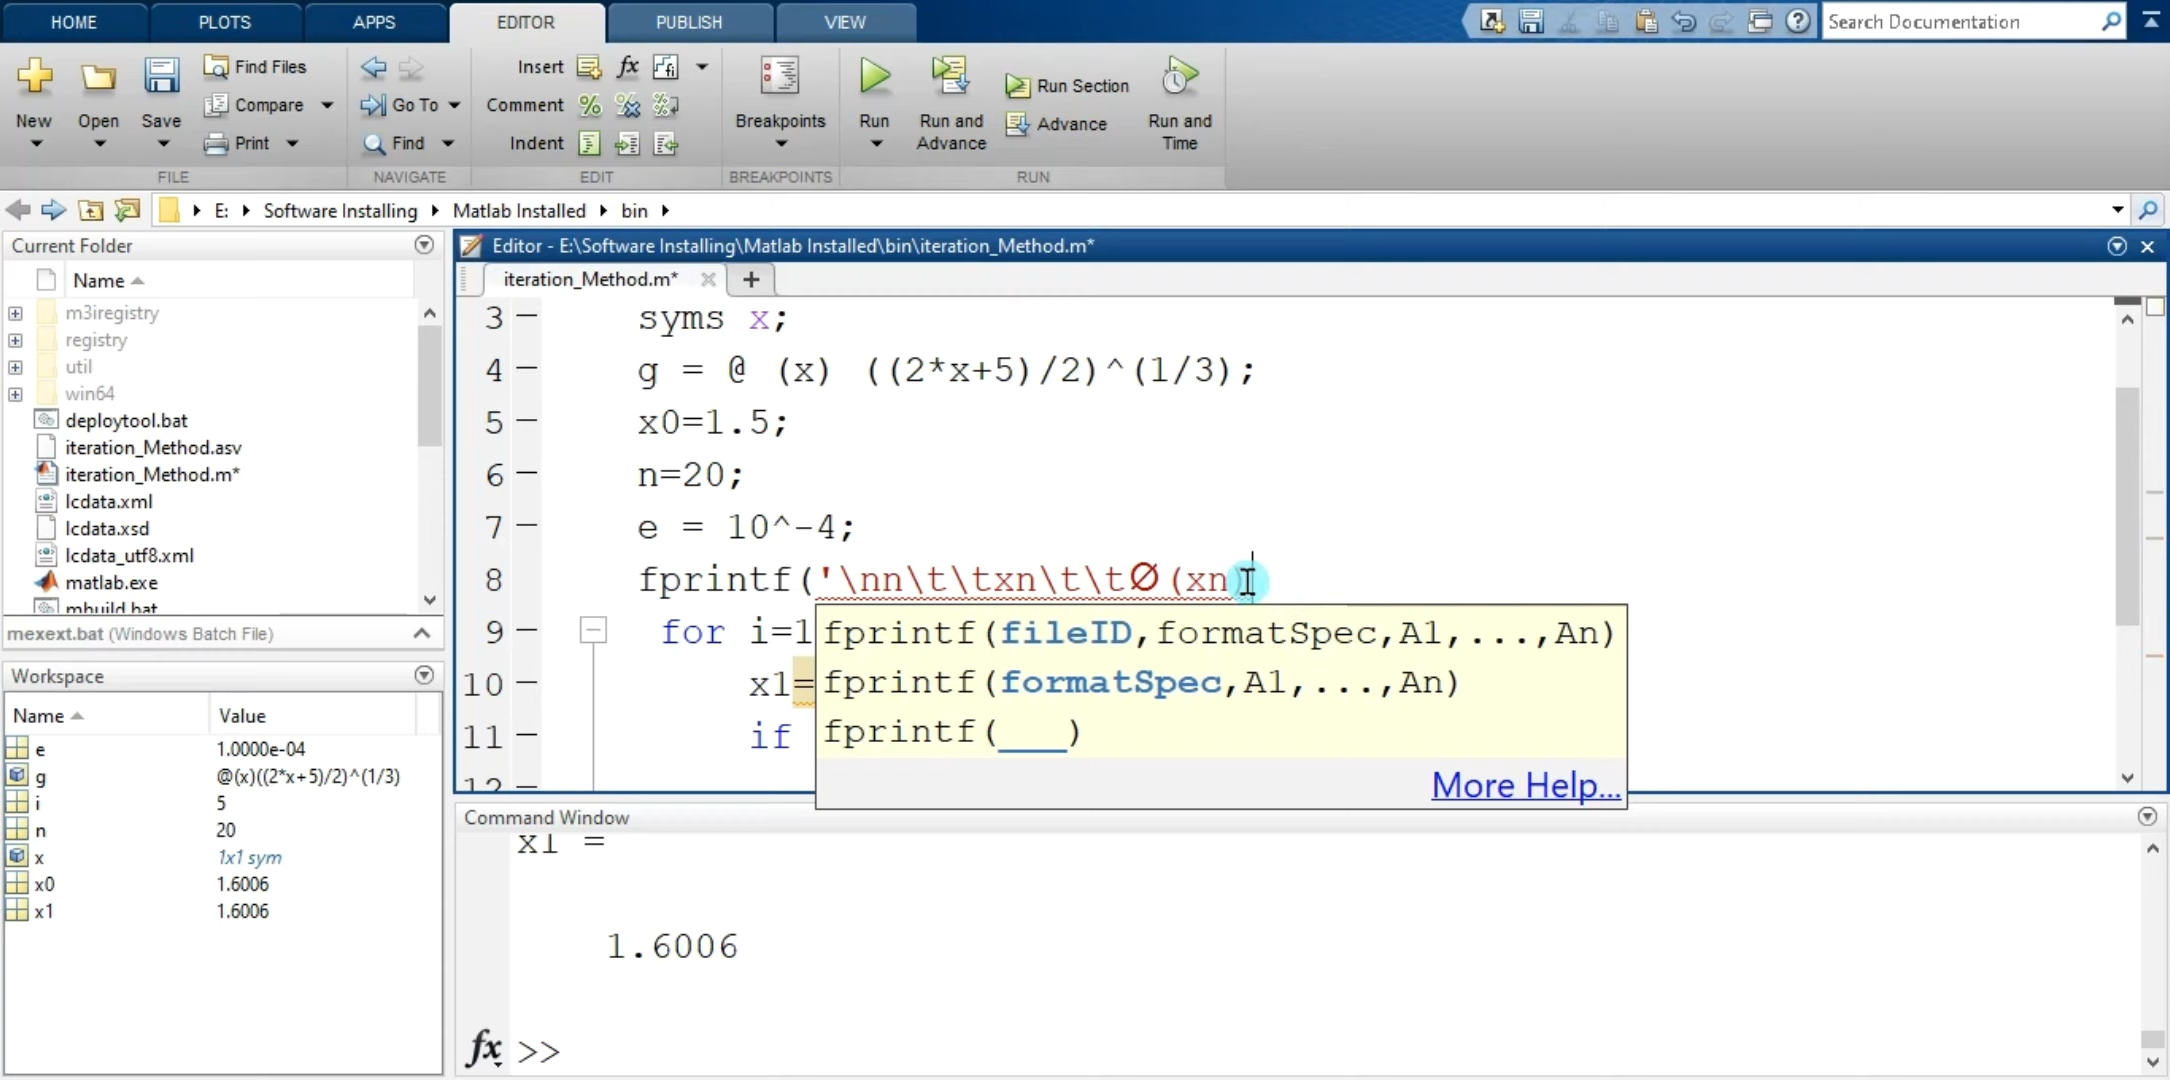 HOME PLOTS APPS EDITOR PUBLISH VIEW Search Documentation
New Open Save Find Files Compare Print
Go To Find
Insert fx Comment Indent
Breakpoints
Run Run and Advance Run Section Advance Run and Time
FILE NAVIGATE EDIT BREAKPOINTS RUN
E: Software Installing Matlab Installed bin
Current Folder
Name
m3iregistry
registry
util
win64
deploytool.bat
iteration_Method.asv
iteration_Method.m*
lcdata.xml
lcdata.xsd
lcdata_utf8.xml
matlab.exe
mbuild.bat
mexext.bat (Windows Batch File)
Workspace
Name Value
e 1.0000e-04
g @(x)((2*x+5)/2)^(1/3)
i 5
n 20
x 1x1 sym
x0 1.6006
x1 1.6006
Editor - E:\Software Installing\Matlab Installed\bin\iteration_Method.m*
iteration_Method.m* +
3 syms x;
4 g = @ (x) ((2*x+5)/2)^(1/3);
5 x0=1.5;
6 n=20;
7 e = 10^-4;
8 fprintf('\nn\t\txn\t\t∅(xn)
9 for i=1
10 x1=
11 if
12
fprintf(fileID,formatSpec,A1,...,An)
fprintf(formatSpec,A1,...,An)
fprintf(___)
More Help...
Command Window
x1 =
1.6006
fx >>